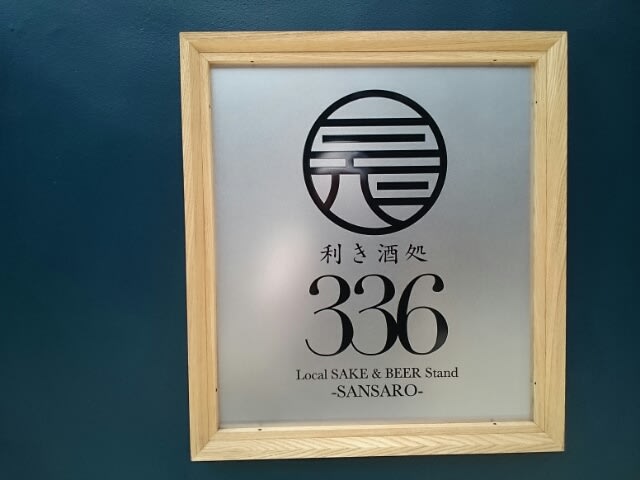 利き酒処
336
Local SAKE & BEER Stand
-SANSARO-